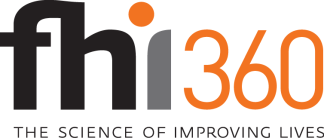 fhi360
THE SCIENCE OF IMPROVING LIVES